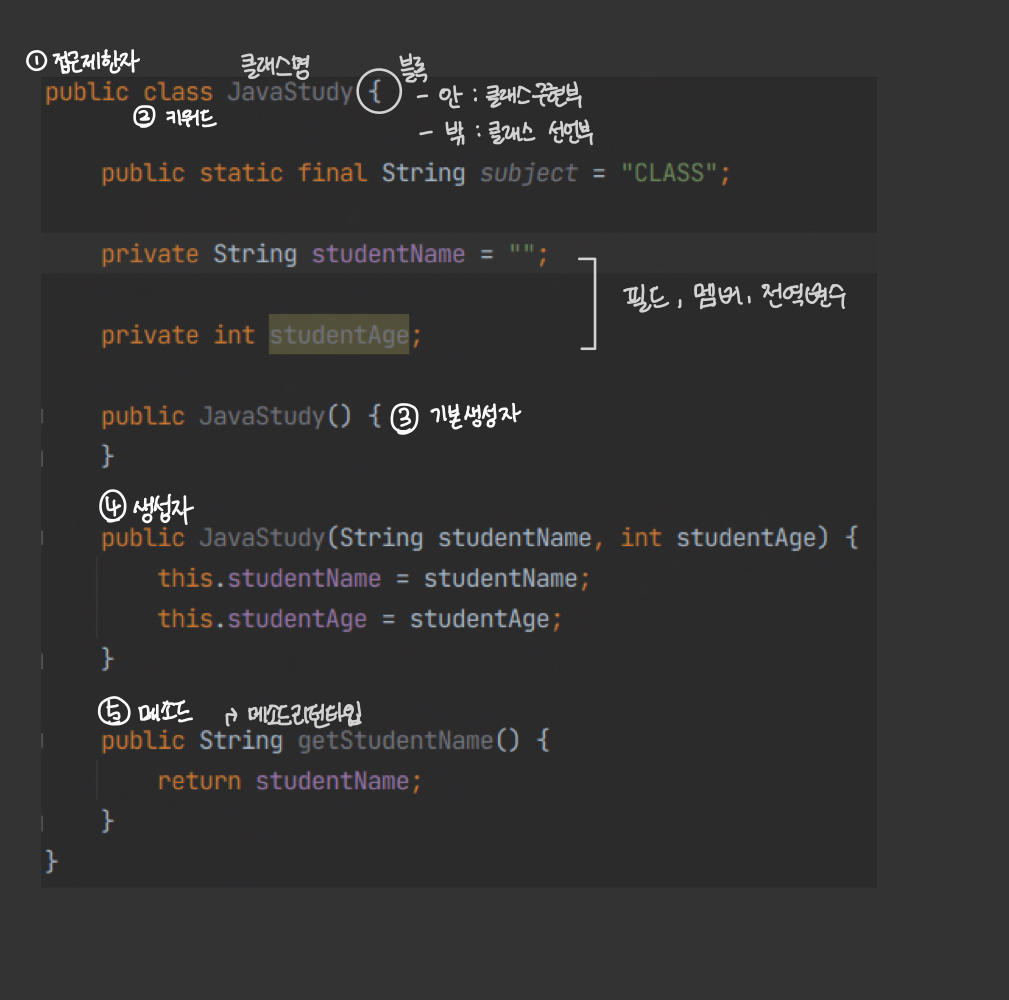 ① 접근제한자 클래스명 블록
public class JavaStudy {
- 안 : 클래스구현부
② 키워드
- 밖 : 클래스 선언부
public static final String subject = "CLASS";
private String studentName = "";
필드, 멤버, 전역변수
private int studentAge;
public JavaStudy() { ③ 기본생성자
}
④ 생성자
public JavaStudy(String studentName, int studentAge) {
this.studentName = studentName;
this.studentAge = studentAge;
}
⑤ 메소드 메소드리턴타입
public String getStudentName() {
return studentName;
}
}